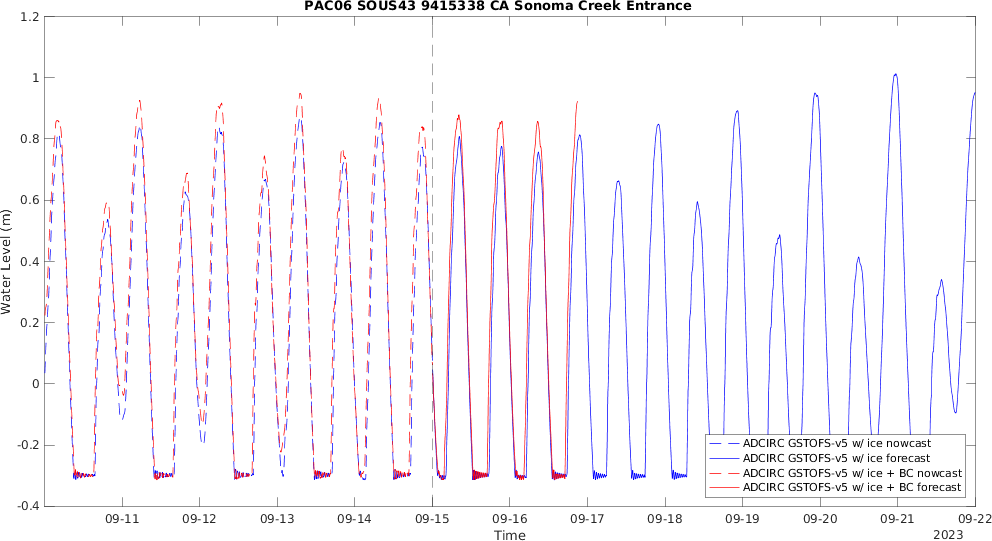 PAC06 SOUS43 9415338 CA Sonoma Creek Entrance
1.2
1
0.8
0.6
0.4
0.2
0
-0.2
-0.4
Water Level (m)
09-11 09-12 09-13 09-14 09-15 09-16 09-17 09-18 09-19 09-20 09-21 09-22
Time
2023
ADCIRC GSTOFS-v5 w/ ice nowcast
ADCIRC GSTOFS-v5 w/ ice forecast
ADCIRC GSTOFS-v5 w/ ice + BC nowcast
ADCIRC GSTOFS-v5 w/ ice + BC forecast